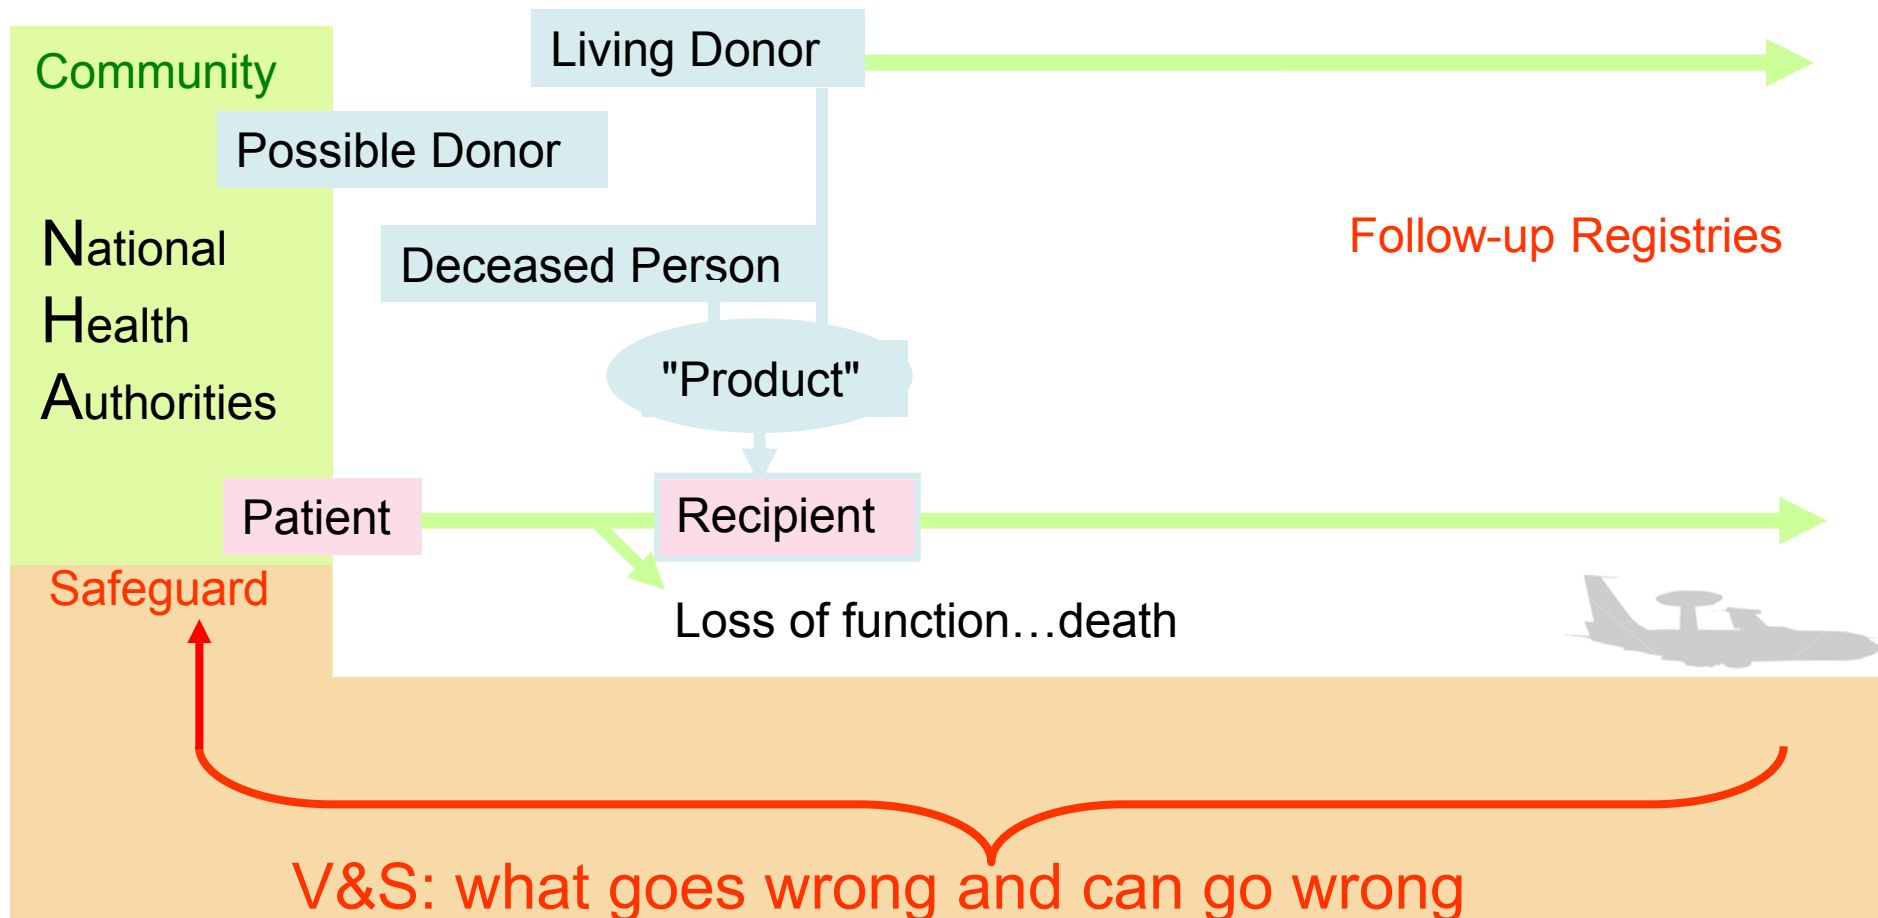 Community
Living Donor
Possible Donor
National
Health
Authorities
Deceased Person
Follow-up Registries
"Product"
Patient
Recipient
Safeguard
Loss of function…death
V&S: what goes wrong and can go wrong